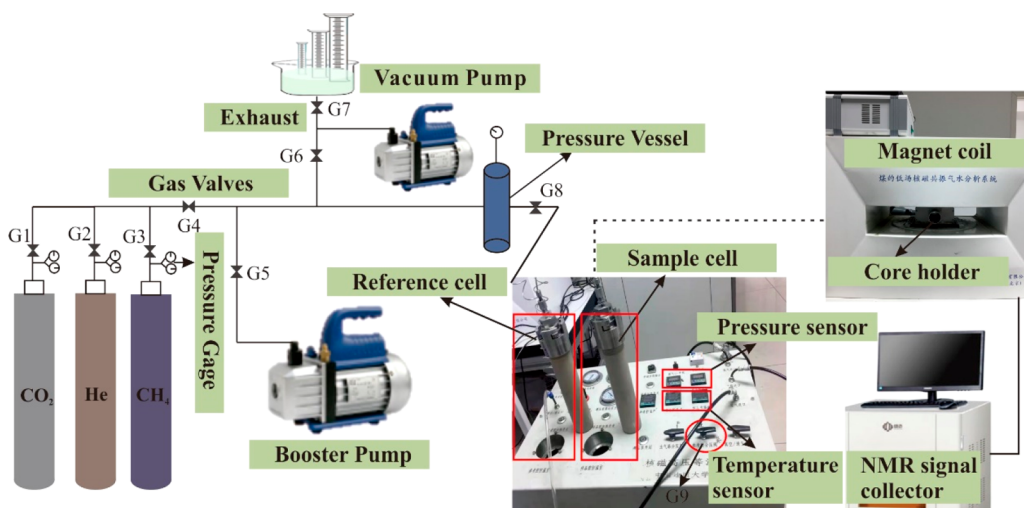 Vacuum Pump
G7
Exhaust
G6
Pressure Vessel
Magnet coil
Gas Valves
G8
G1
G2
G3
G4
G5
Pressure Gage
Reference cell
Sample cell
Core holder
Pressure sensor
CO₂
He
CH₄
Booster Pump
G9
Temperature
sensor
NMR signal
collector